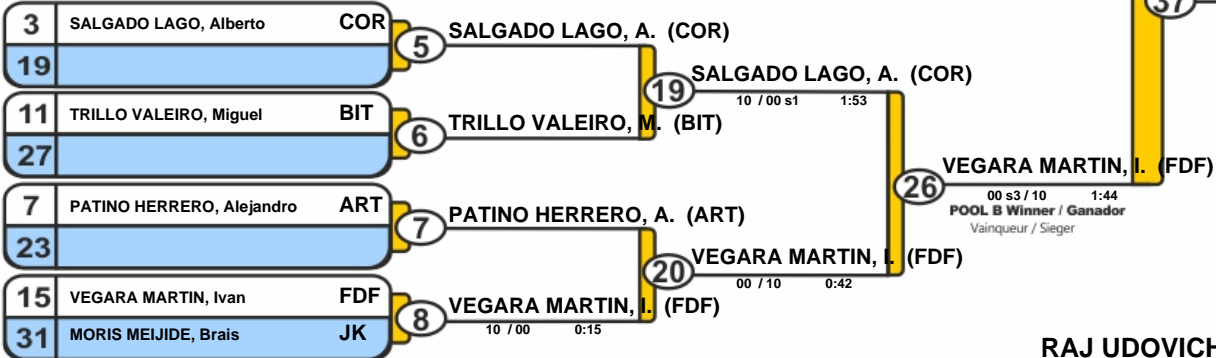 37
3 SALGADO LAGO, Alberto COR
19
5 SALGADO LAGO, A. (COR)
11 TRILLO VALEIRO, Miguel BIT
27
6 TRILLO VALEIRO, M. (BIT)
19 SALGADO LAGO, A. (COR)
10 / 00 s1 1:53
7 PATINO HERRERO, Alejandro ART
23
7 PATINO HERRERO, A. (ART)
15 VEGARA MARTIN, Ivan FDF
31 MORIS MEIJIDE, Brais JK
8 VEGARA MARTIN, I. (FDF)
10 / 00 0:15
20 VEGARA MARTIN, I. (FDF)
00 / 10 0:42
26 VEGARA MARTIN, I. (FDF)
00 s3 / 10 1:44
POOL B Winner / Ganador
Vainqueur / Sieger
RAJ UDOVICH